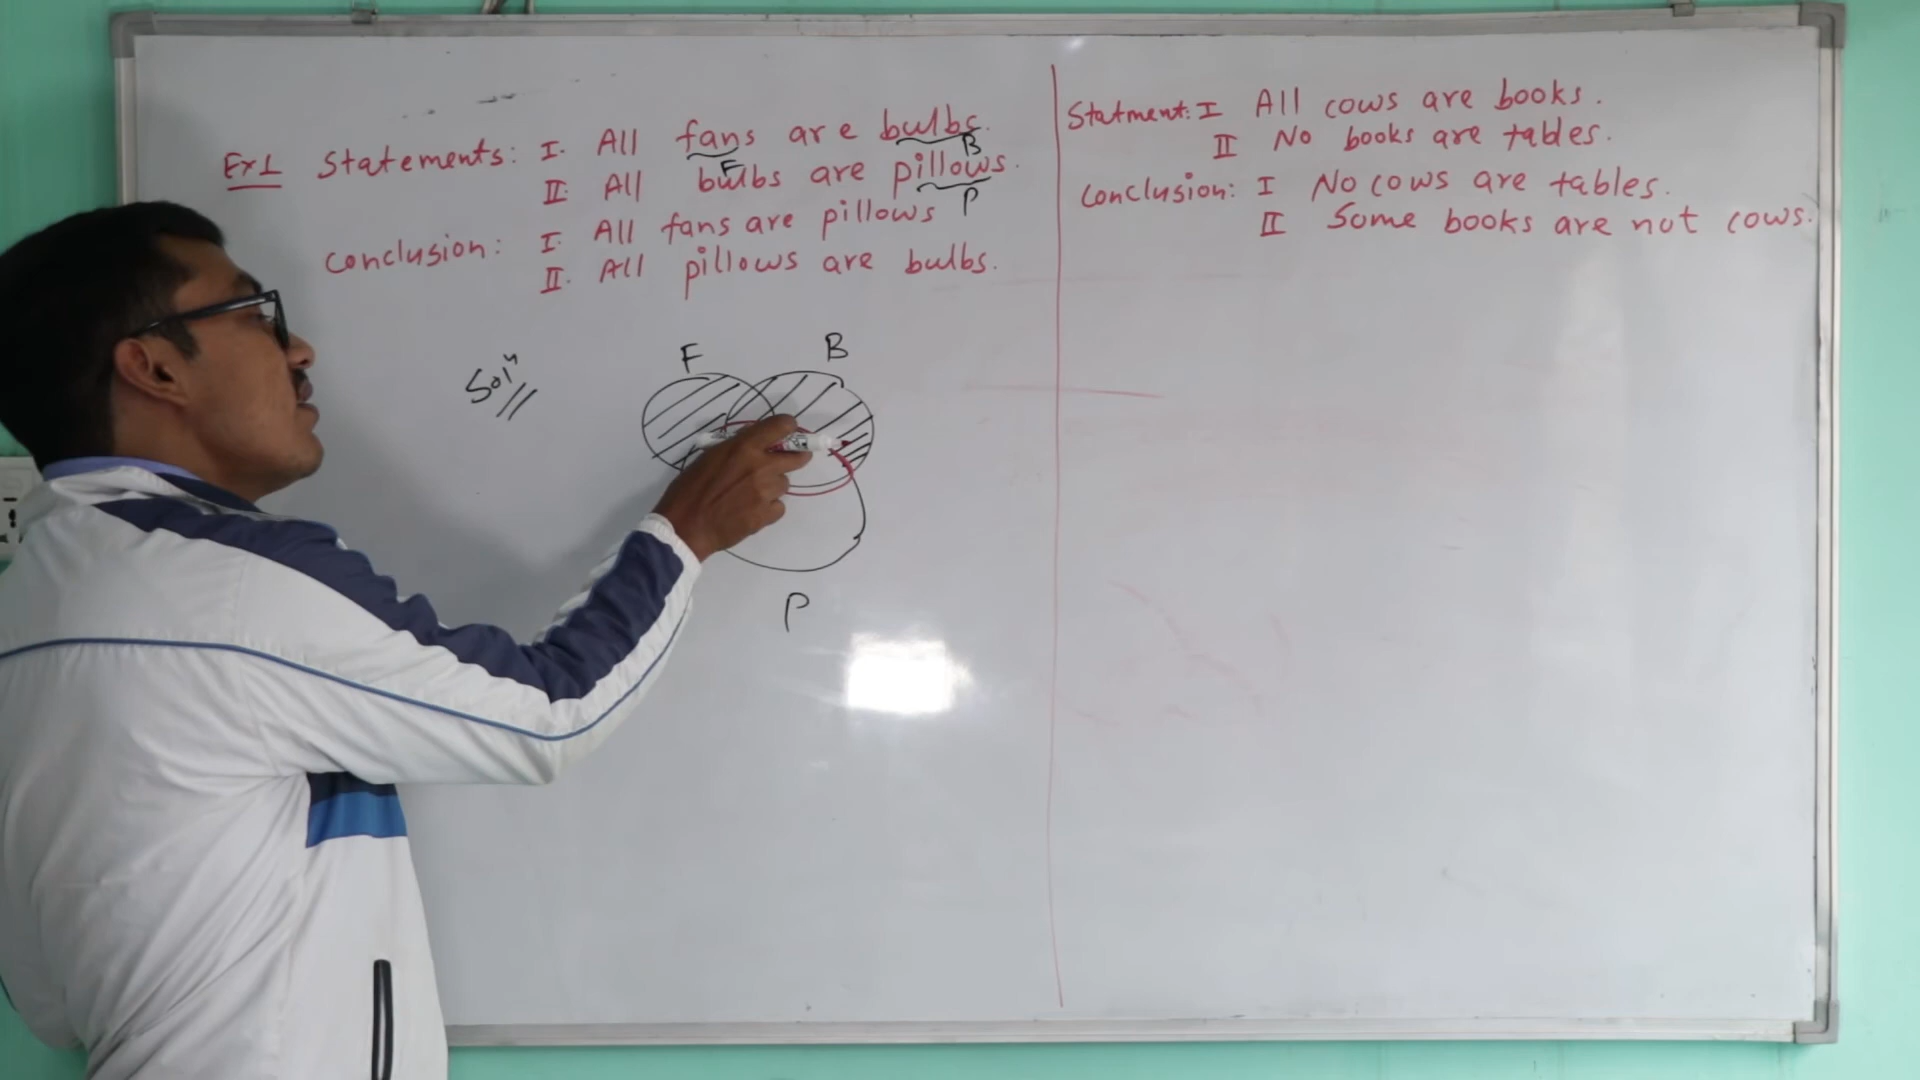 Ex1 Statements: I. All fans are bulbs.
F B
II. All bulbs are pillows.
P
Conclusion: I. All fans are pillows
II. All pillows are bulbs.
Solⁿ
F B
P
Statment: I All cows are books.
II No books are tables.
Conclusion: I No cows are tables.
II Some books are not cows.